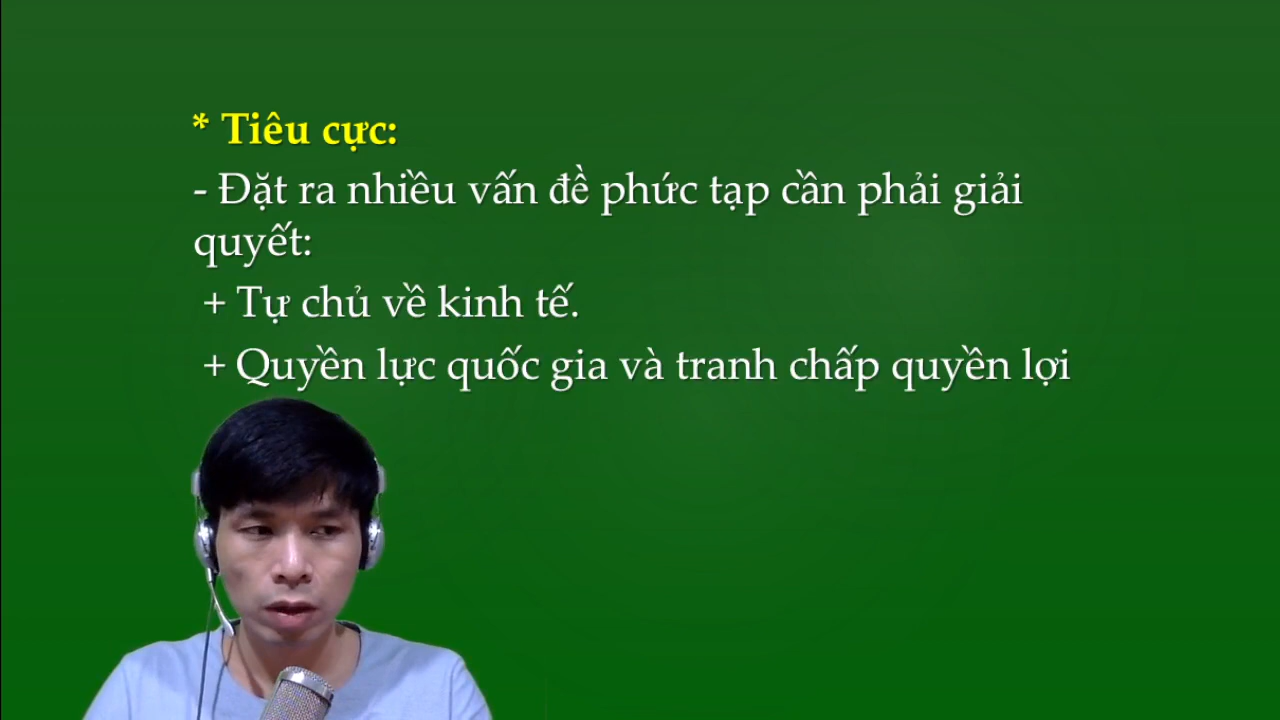 * Tiêu cực:
- Đặt ra nhiều vấn đề phức tạp cần phải giải
quyết:
+ Tự chủ về kinh tế.
+ Quyền lực quốc gia và tranh chấp quyền lợi